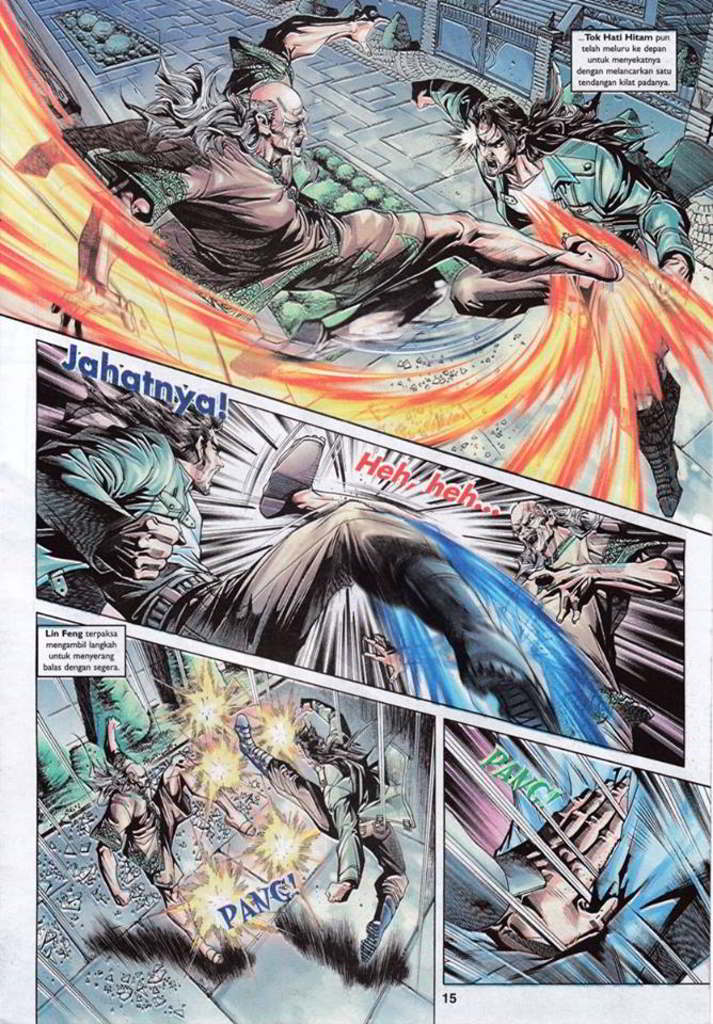 ...Tok Hati Hitam pun
telah meluru ke depan
untuk menyekatnya
dengan melancarkan satu
tendangan kilat padanya.
Jahatnya!
Heh, heh...
Lin Feng terpaksa
mengambil langkah
untuk menyerang
balas dengan segera.
PANG!
PANG!
15